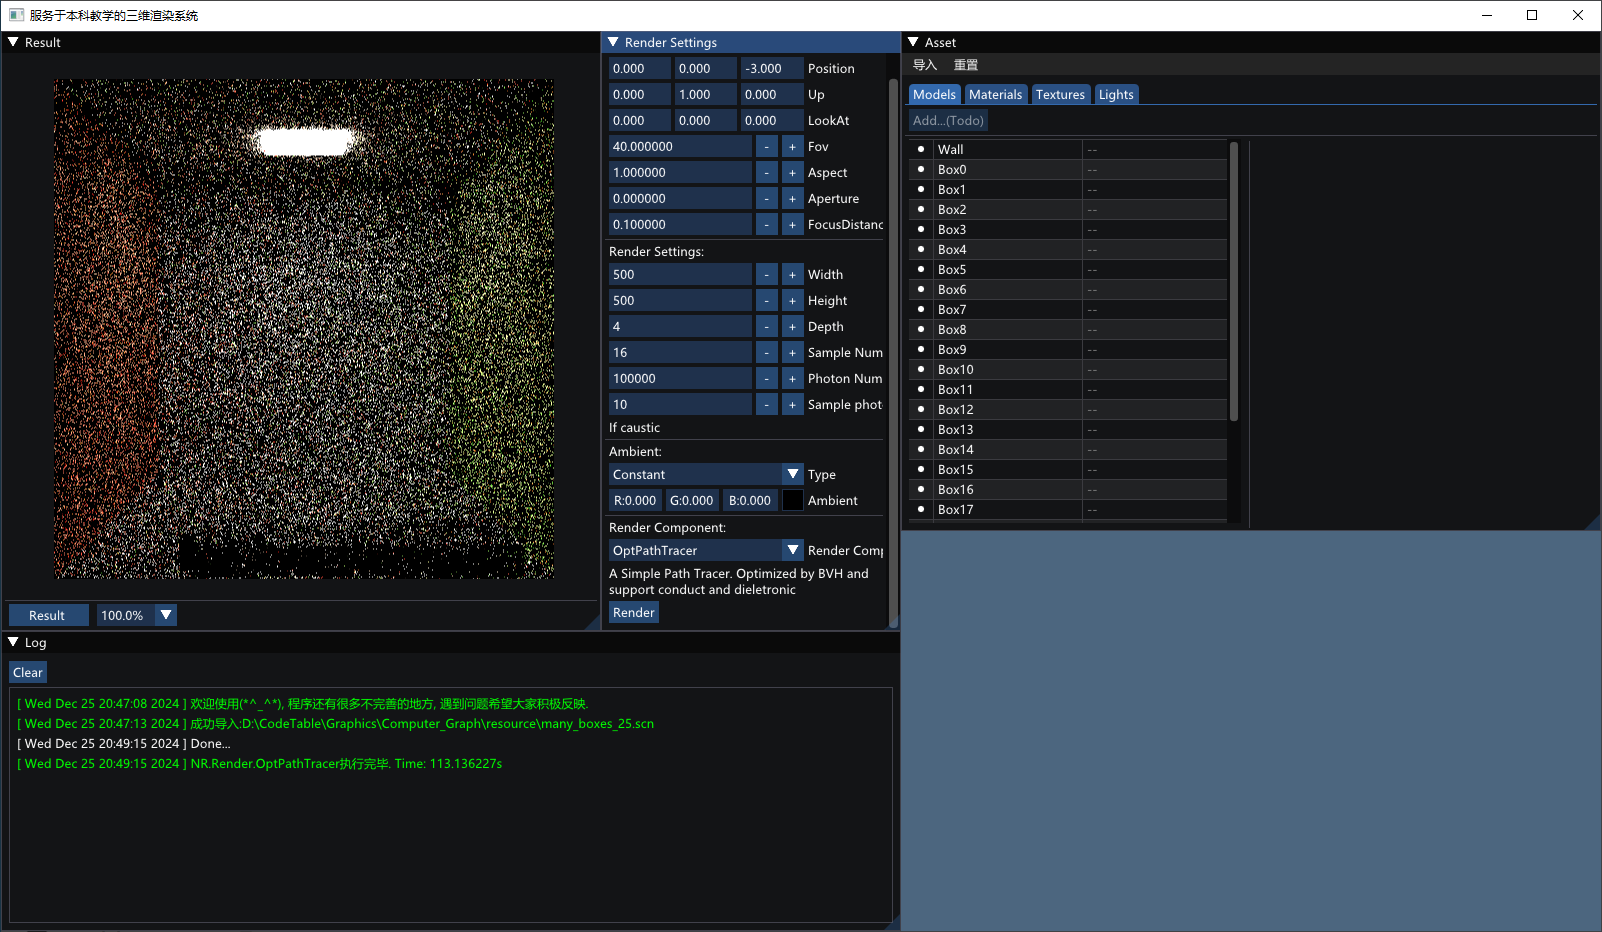 服务于本科教学的三维渲染系统
Result
Result
100.0%
Render Settings
0.000 0.000 -3.000 Position
0.000 1.000 0.000 Up
0.000 0.000 0.000 LookAt
40.000000 - + Fov
1.000000 - + Aspect
0.000000 - + Aperture
0.100000 - + FocusDistanc
Render Settings:
500 - + Width
500 - + Height
4 - + Depth
16 - + Sample Num
100000 - + Photon Num
10 - + Sample phot
If caustic
Ambient:
Constant Type
R:0.000 G:0.000 B:0.000 Ambient
Render Component:
OptPathTracer Render Comp
A Simple Path Tracer. Optimized by BVH and
support conduct and dieletronic
Render
Asset
导入 重置
Models Materials Textures Lights
Add...(Todo)
Wall --
Box0 --
Box1 --
Box2 --
Box3 --
Box4 --
Box5 --
Box6 --
Box7 --
Box8 --
Box9 --
Box10 --
Box11 --
Box12 --
Box13 --
Box14 --
Box15 --
Box16 --
Box17 --
Log
Clear
[ Wed Dec 25 20:47:08 2024 ] 欢迎使用(*^_^*), 程序还有很多不完善的地方, 遇到问题希望大家积极反映.
[ Wed Dec 25 20:47:13 2024 ] 成功导入:D:\CodeTable\Graphics\Computer_Graph\resource\many_boxes_25.scn
[ Wed Dec 25 20:49:15 2024 ] Done...
[ Wed Dec 25 20:49:15 2024 ] NR.Render.OptPathTracer执行完毕. Time: 113.136227s